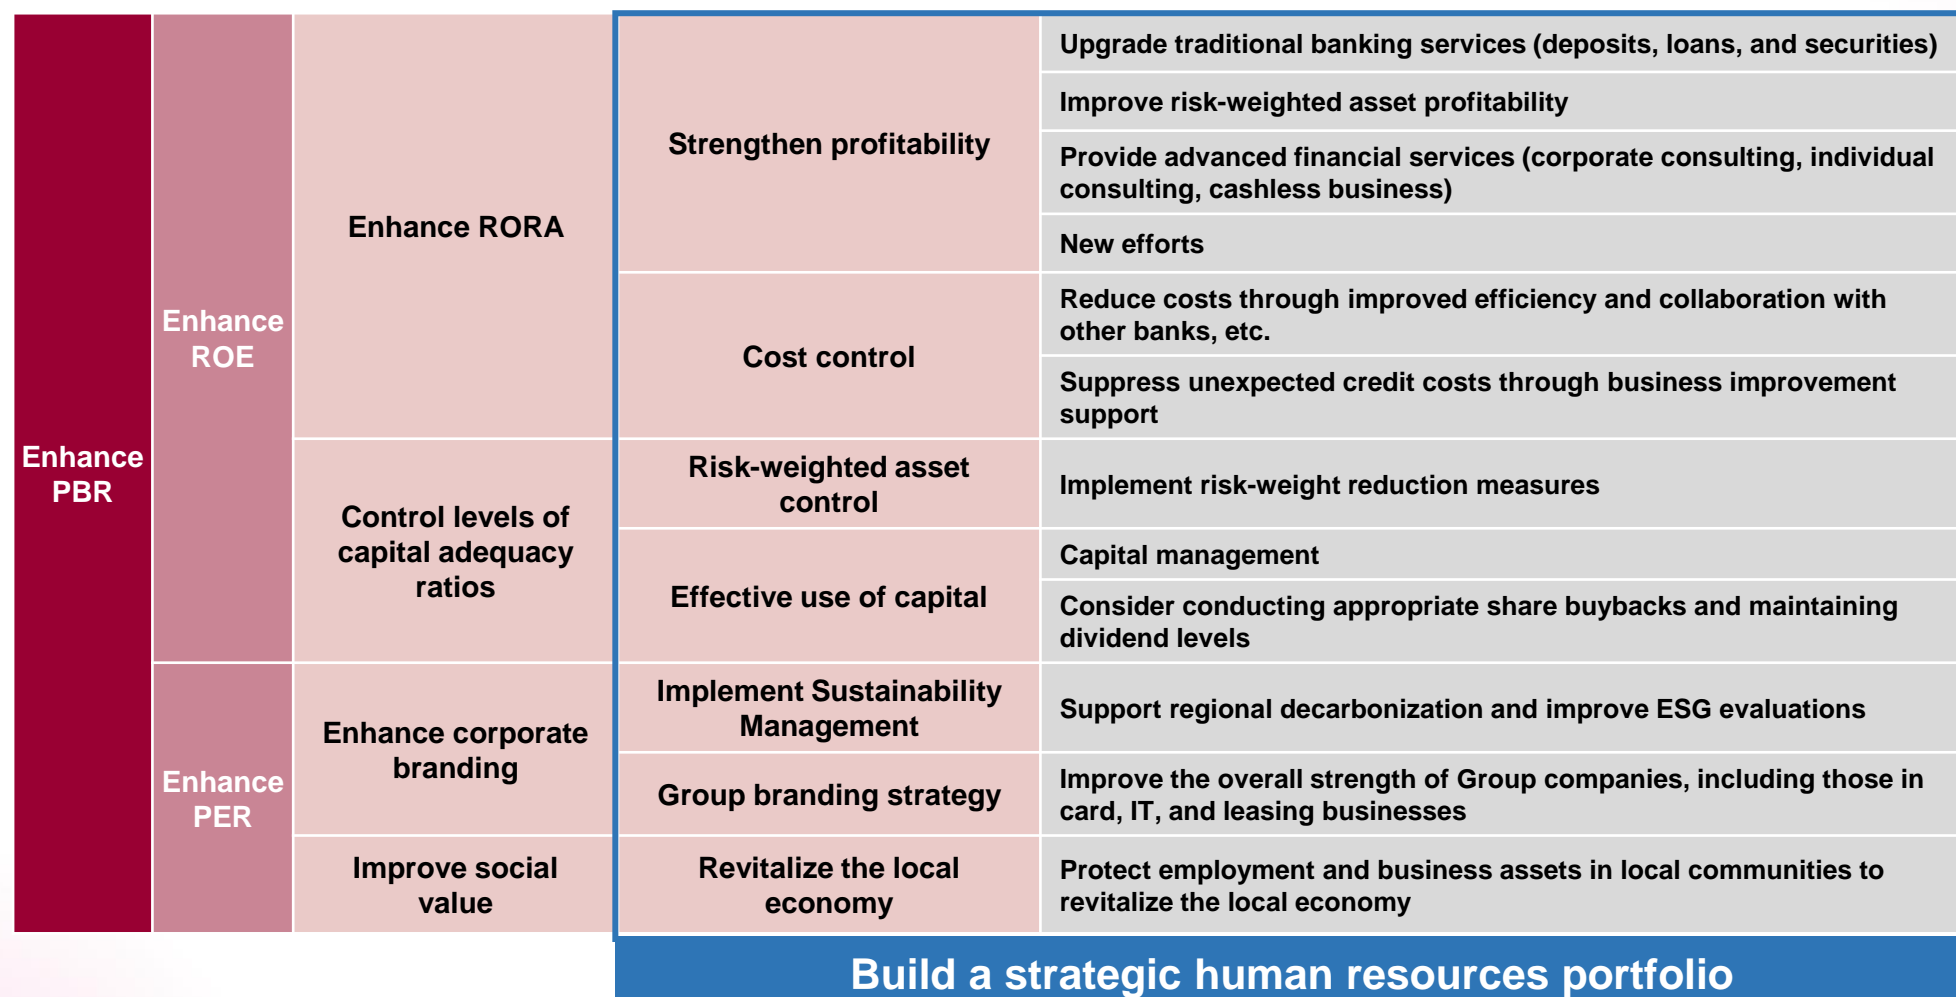 Enhance
PBR
Enhance
ROE
Enhance RORA
Strengthen profitability
Upgrade traditional banking services (deposits, loans, and securities)
Improve risk-weighted asset profitability
Provide advanced financial services (corporate consulting, individual
consulting, cashless business)
New efforts
Cost control
Reduce costs through improved efficiency and collaboration with
other banks, etc.
Suppress unexpected credit costs through business improvement
support
Control levels of
capital adequacy
ratios
Risk-weighted asset
control
Implement risk-weight reduction measures
Effective use of capital
Capital management
Consider conducting appropriate share buybacks and maintaining
dividend levels
Enhance
PER
Enhance corporate
branding
Implement Sustainability
Management
Support regional decarbonization and improve ESG evaluations
Group branding strategy
Improve the overall strength of Group companies, including those in
card, IT, and leasing businesses
Improve social
value
Revitalize the local
economy
Protect employment and business assets in local communities to
revitalize the local economy
Build a strategic human resources portfolio